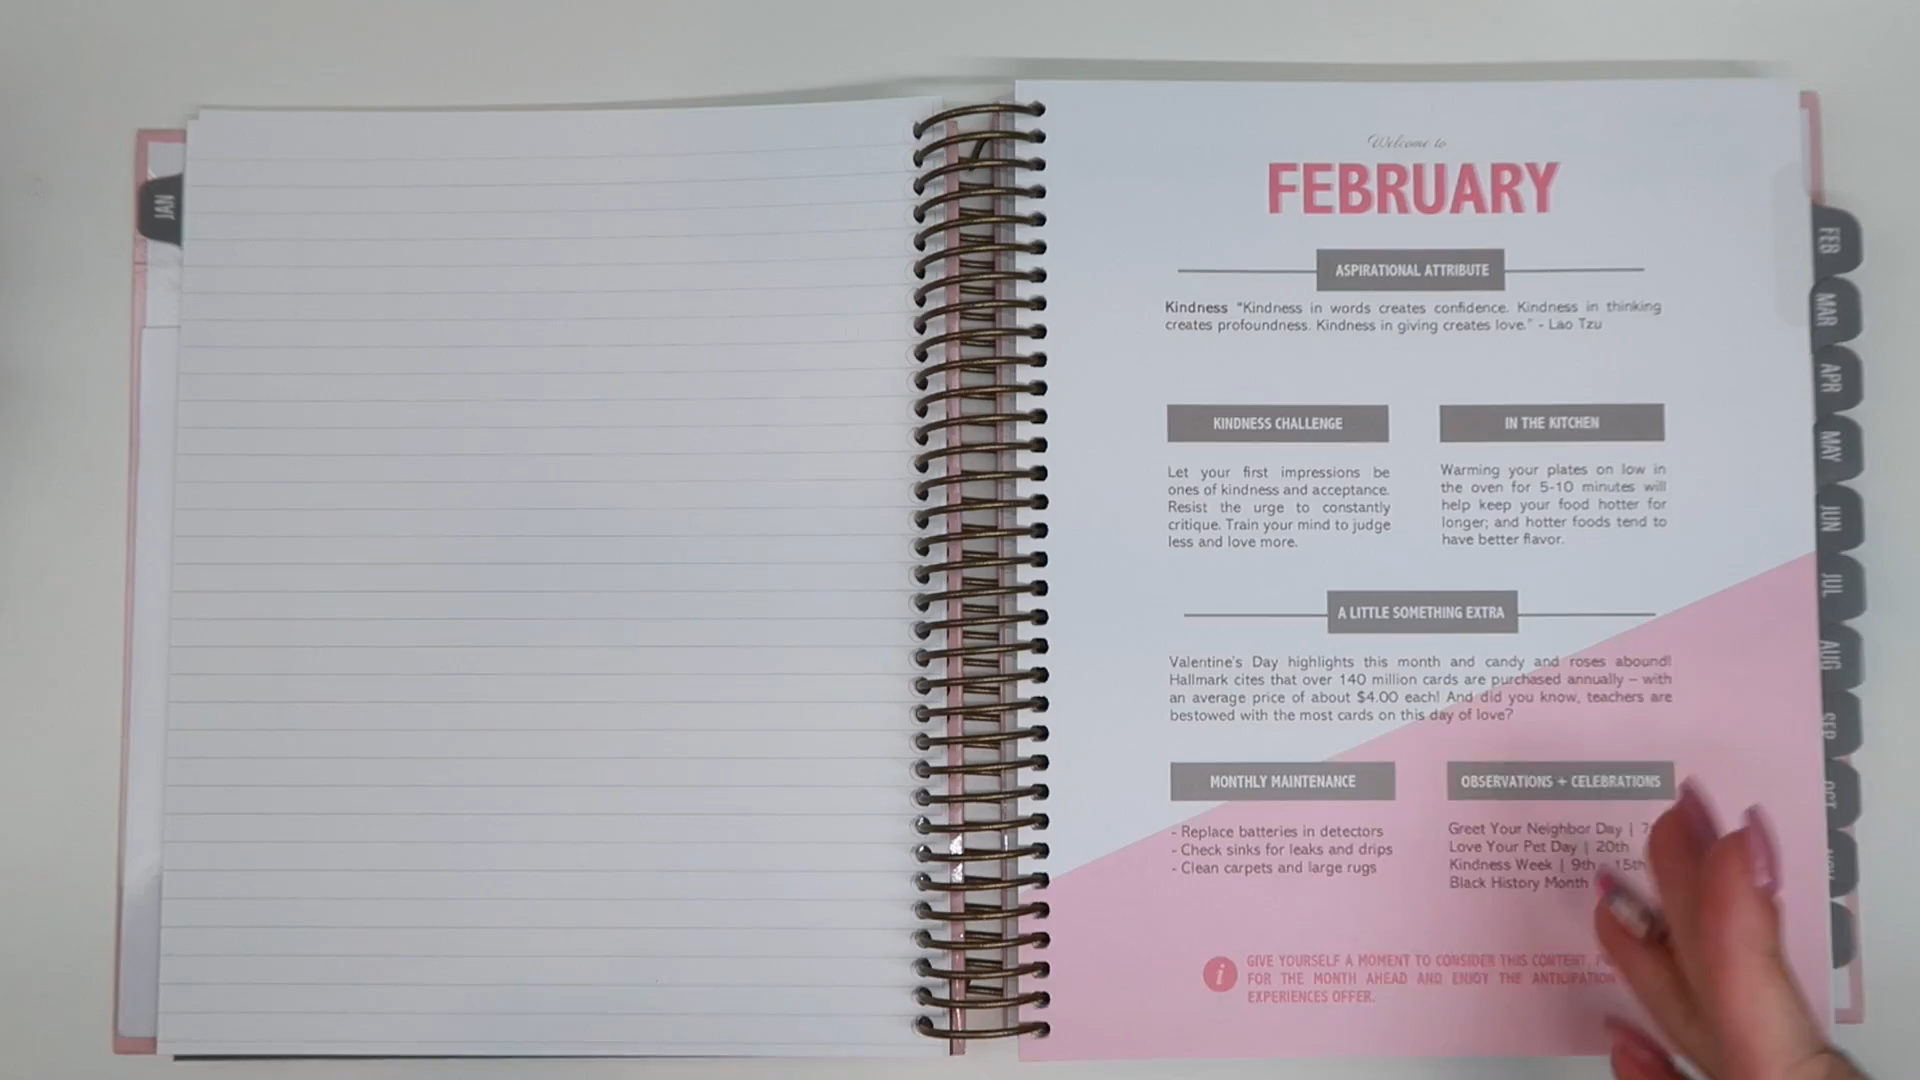 JAN
Welcome to
FEBRUARY
ASPIRATIONAL ATTRIBUTE
Kindness "Kindness in words creates confidence. Kindness in thinking
creates profoundness. Kindness in giving creates love." - Lao Tzu
KINDNESS CHALLENGE
Let your first impressions be
ones of kindness and acceptance.
Resist the urge to constantly
critique. Train your mind to judge
less and love more.
IN THE KITCHEN
Warming your plates on low in
the oven for 5-10 minutes will
help keep your food hotter for
longer; and hotter foods tend to
have better flavor.
A LITTLE SOMETHING EXTRA
Valentine's Day highlights this month and candy and roses abound!
Hallmark cites that over 140 million cards are purchased annually – with
an average price of about $4.00 each! And did you know, teachers are
bestowed with the most cards on this day of love?
MONTHLY MAINTENANCE
- Replace batteries in detectors
- Check sinks for leaks and drips
- Clean carpets and large rugs
OBSERVATIONS + CELEBRATIONS
Greet Your Neighbor Day |
Love Your Pet Day | 20th
Kindness Week | 9th - 15th
Black History Month
i
GIVE YOURSELF A MOMENT TO CONSIDER THIS CONTENT,
FOR THE MONTH AHEAD AND ENJOY THE ANTICIPATION
EXPERIENCES OFFER.
FEB
MAR
APR
MAY
JUN
JUL
AUG
SEP
OCT
NOV